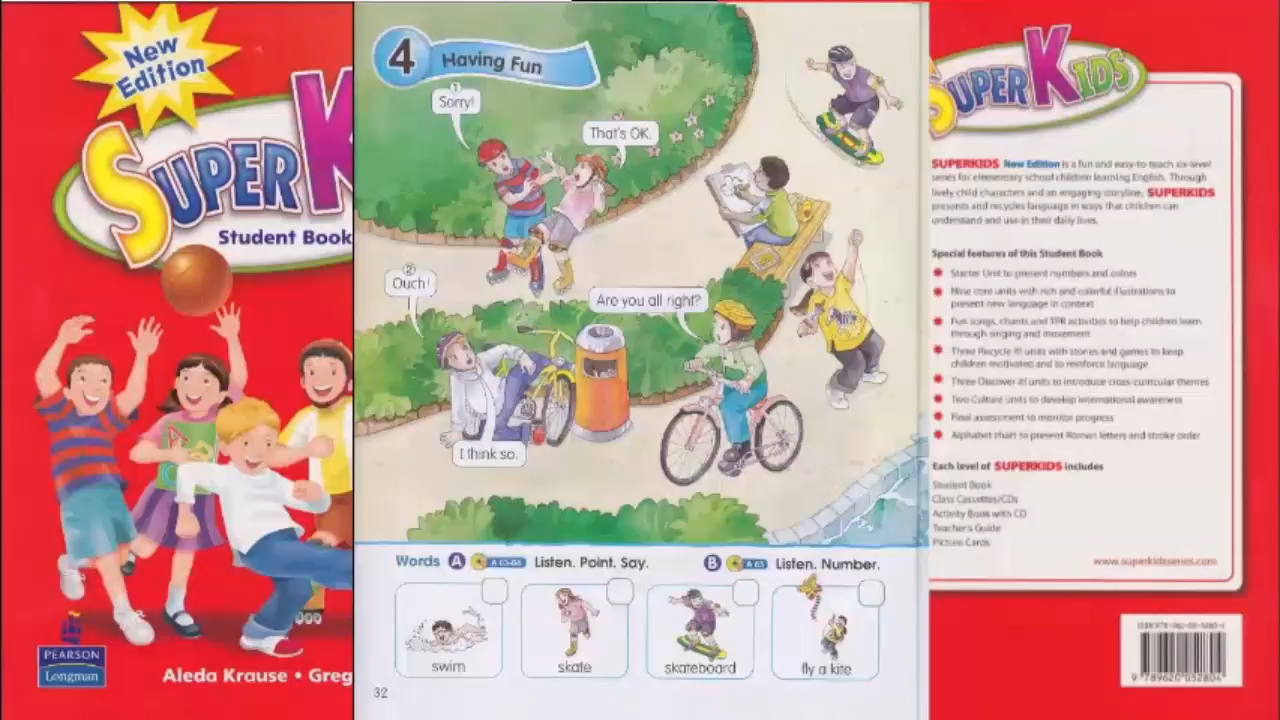 New
Edition
SUPERK
Student Book
PEARSON
Longman
Aleda Krause • Greg
4 Having Fun
1
Sorry!
That's OK.
2
Ouch!
Are you all right?
I think so.
Words A Listen. Point. Say.
B A 65 Listen. Number.
swim
skate
skateboard
fly a kite
32
SUPERKIDS
SUPERKIDS New Edition is a fun and easy-to-teach six-level
series for elementary school children learning English. Through
lively child characters and an engaging storyline, SUPERKIDS
presents and recycles language in ways that children can
understand and use in their daily lives.
Special features of this Student Book
Starter Unit to present numbers and colors
Nine core units with rich and colorful illustrations to
present new language in context
Fun songs, chants and TPR activities to help children learn
through singing and movement
Three Recycle It! units with stories and games to keep
children motivated and to reinforce language
Three Discover It! units to introduce cross-curricular themes
Two Culture units to develop international awareness
Final assessment to monitor progress
Alphabet chart to present Roman letters and stroke order
Each level of SUPERKIDS includes
Student Book
Class Cassettes/CDs
Activity Book with CD
Teacher's Guide
Picture Cards
www.superkidsseries.com
9 789620 052804